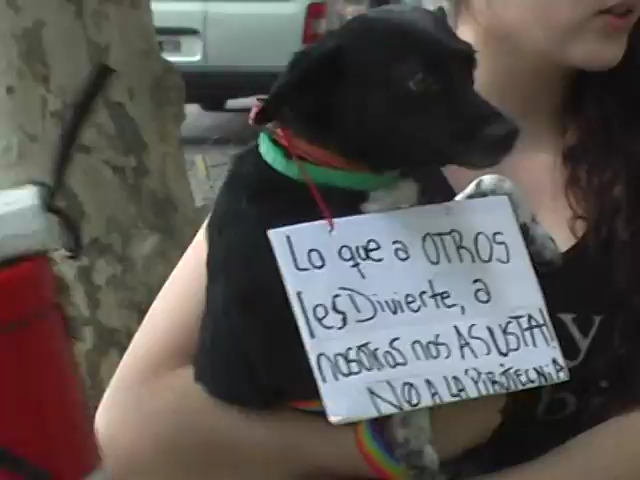 Lo que a OTROS
les Divierte, a
nosotros nos ASUSTA!
NO A LA PIROTECNIA
y